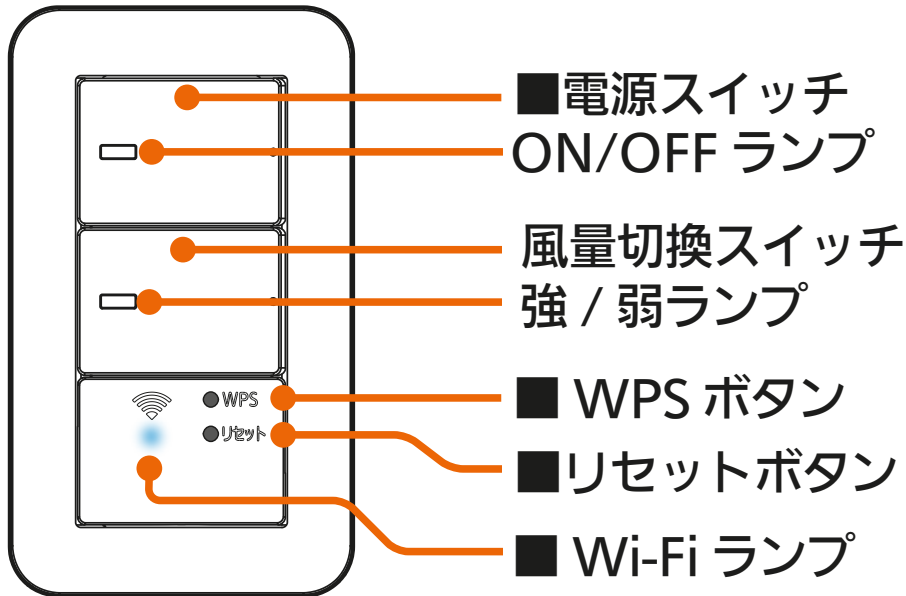 ■電源スイッチ
ON/OFF ランプ
風量切換スイッチ
強 / 弱ランプ
WPS
■ WPS ボタン
リセット
■リセットボタン
■ Wi-Fi ランプ